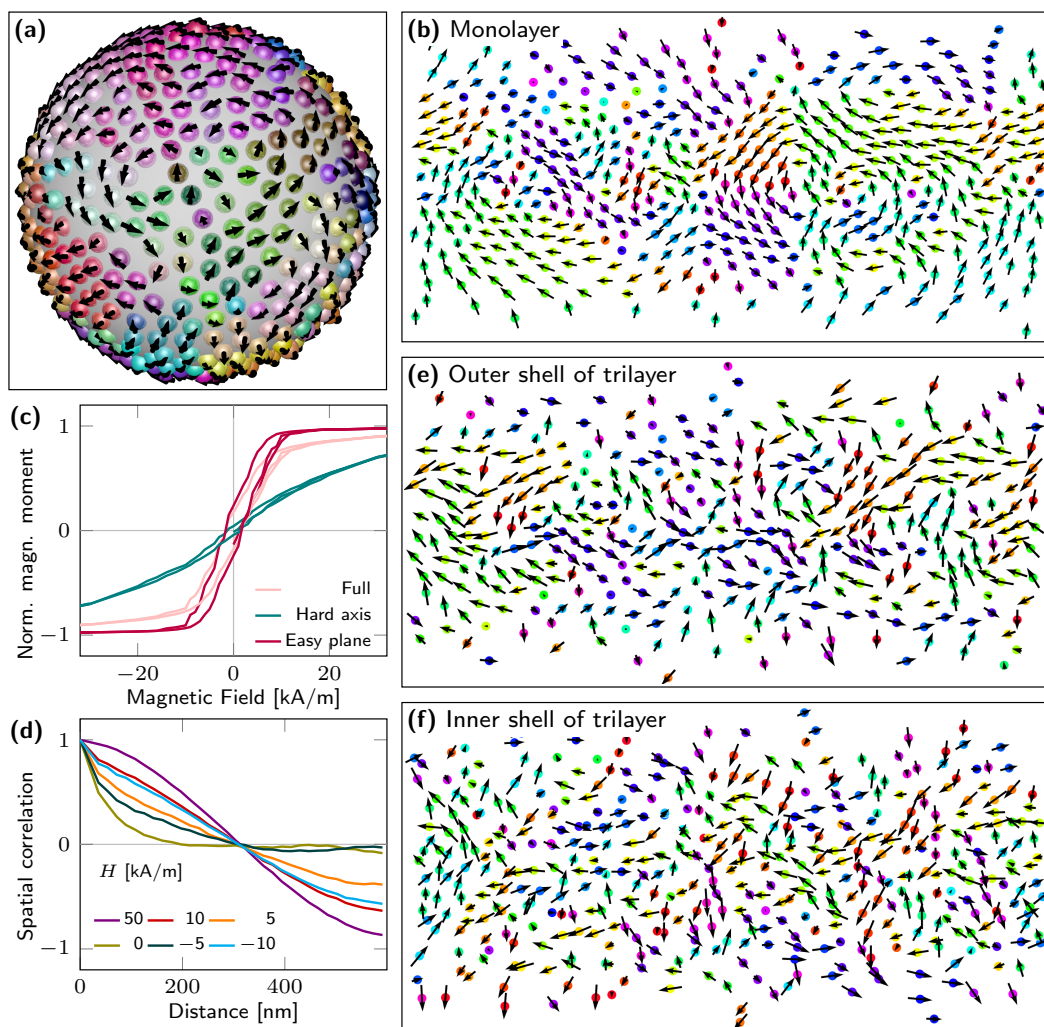 (a)
(b) Monolayer
(c)
Norm. magn. moment
1
0
−1
Full
Hard axis
Easy plane
−20
0
20
Magnetic Field [kA/m]
(d)
Spatial correlation
1
0
−1
H [kA/m]
50 10 5
0 −5 −10
0
200
400
Distance [nm]
(e) Outer shell of trilayer
(f) Inner shell of trilayer